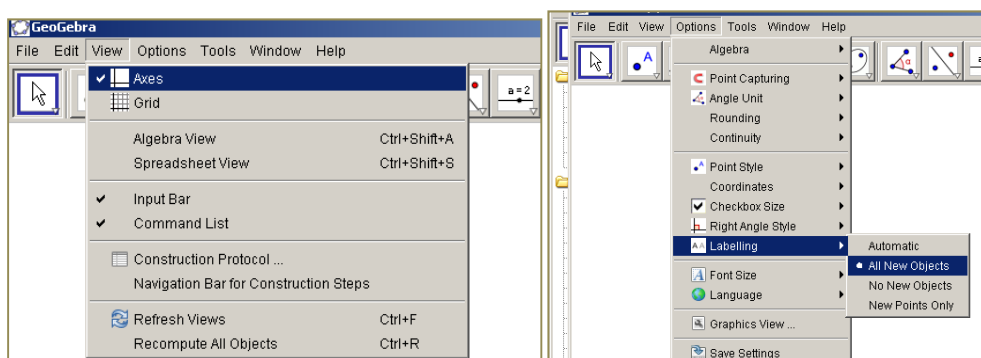 GeoGebra
File Edit View Options Tools Window Help
Axes
Grid
Algebra View Ctrl+Shift+A
Spreadsheet View Ctrl+Shift+S
Input Bar
Command List
Construction Protocol ...
Navigation Bar for Construction Steps
Refresh Views Ctrl+F
Recompute All Objects Ctrl+R
a = 2
File Edit View Options Tools Window Help
A
Algebra
Point Capturing
Angle Unit
Rounding
Continuity
Point Style
Coordinates
Checkbox Size
Right Angle Style
AA Labelling
Automatic
All New Objects
No New Objects
New Points Only
A Font Size
Language
Graphics View ...
Save Settings